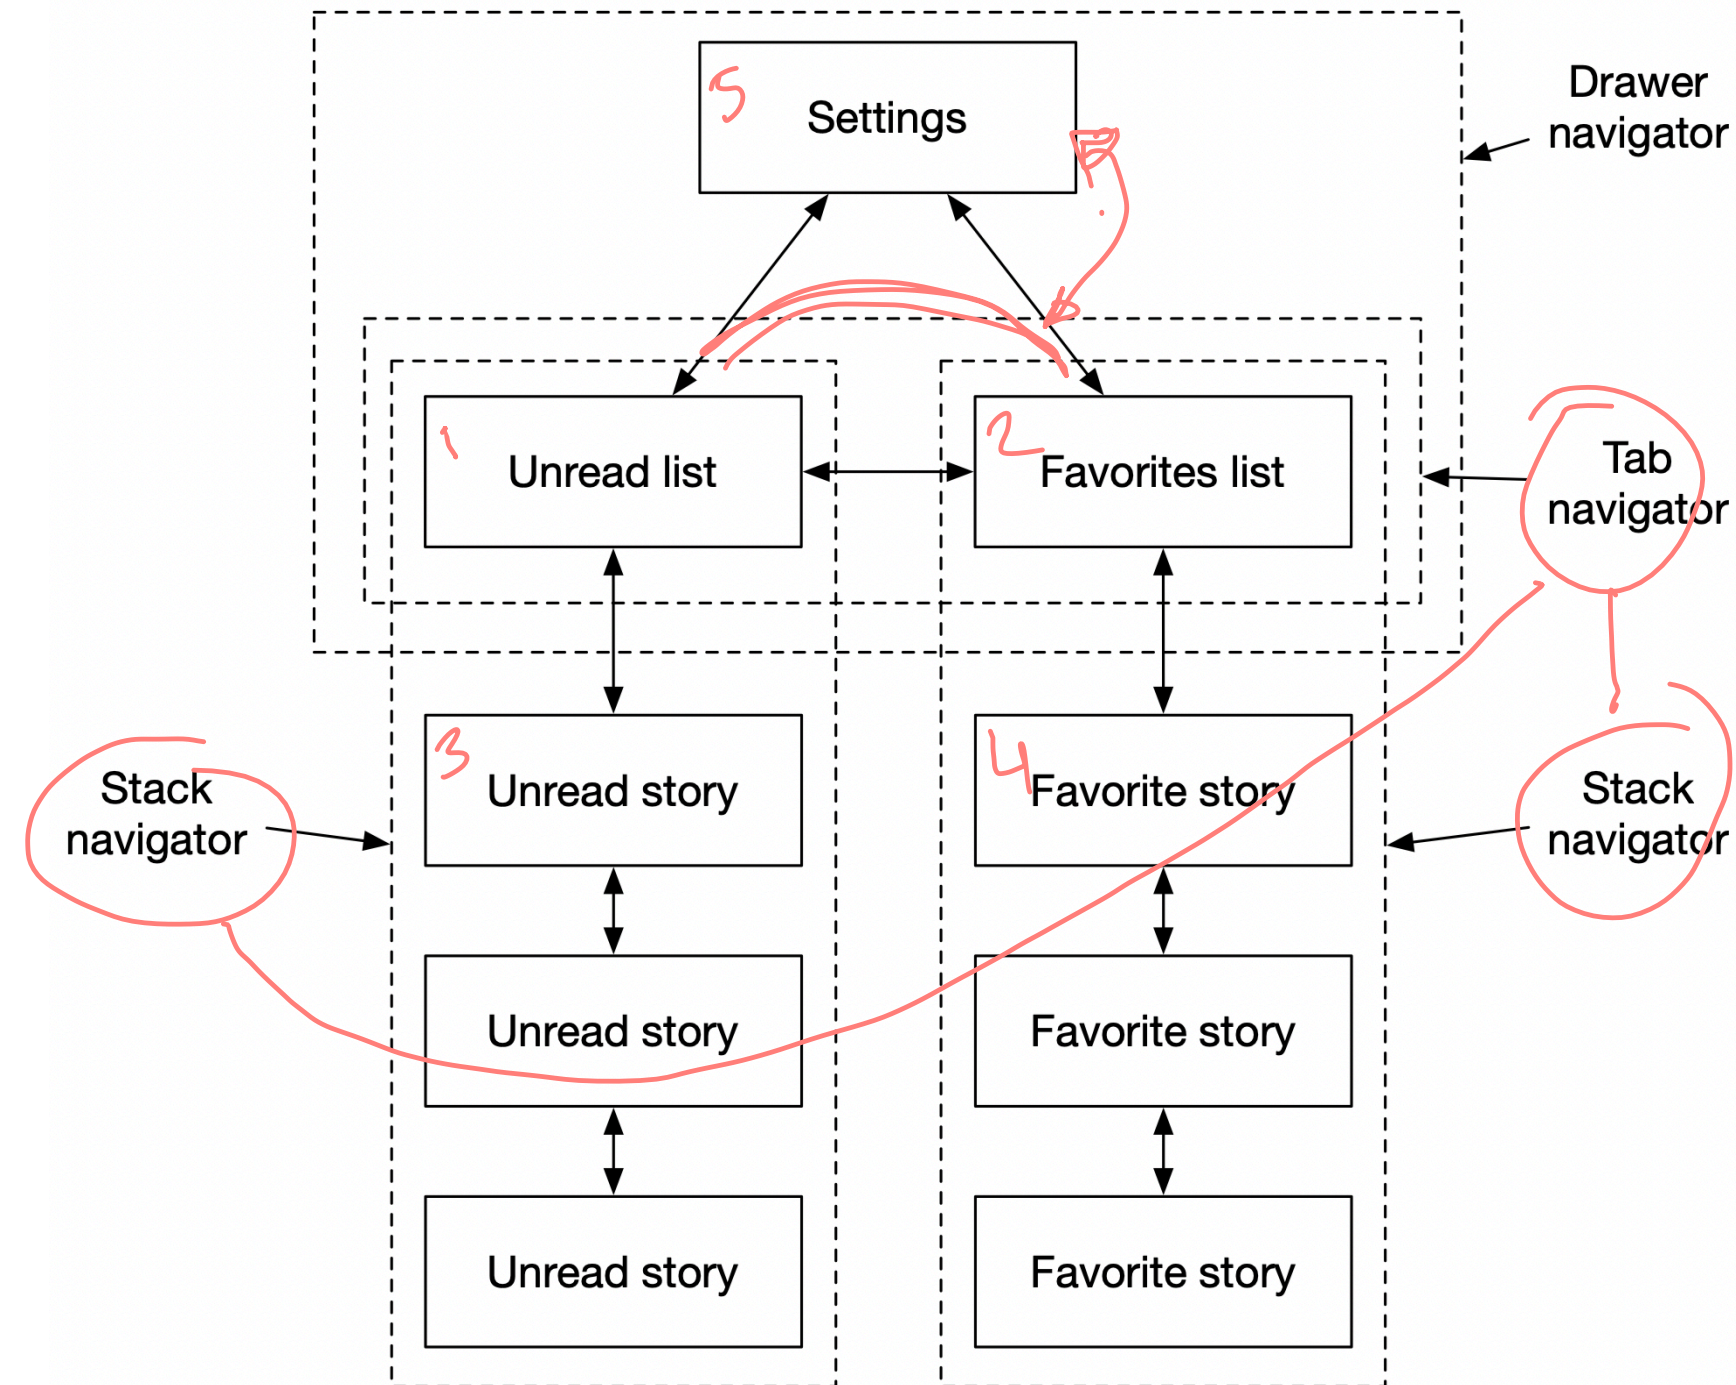 Drawer
navigator
5
Settings
1
Unread list
2
Favorites list
Tab
navigator
Stack
navigator
3
Unread story
4
Favorite story
Stack
navigator
Unread story
Favorite story
Unread story
Favorite story